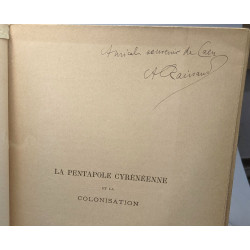 Amical souvenir de Caen
A Rainaud
LA PENTAPOLE CYRÉNÉENNE
ET LA
COLONISATION